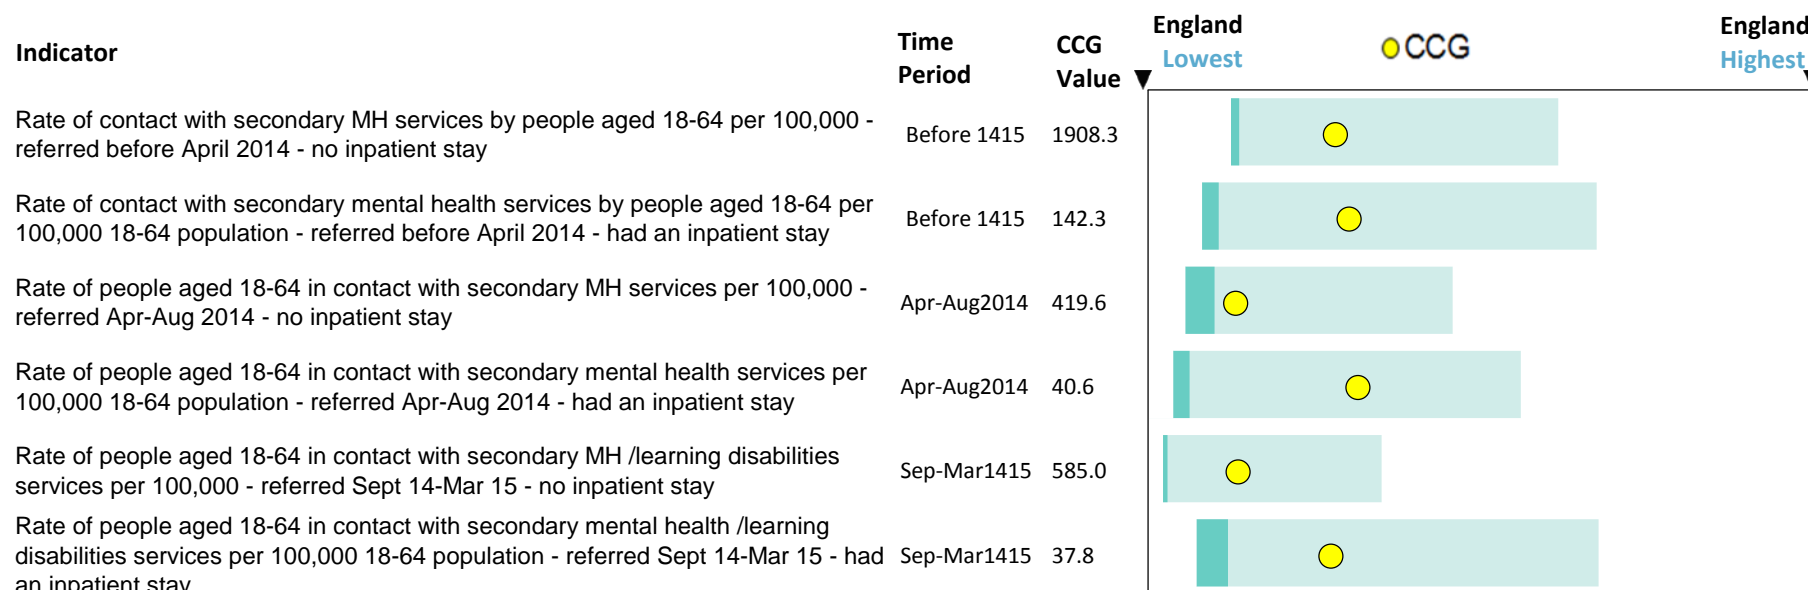 Indicator
Time
Period
CCG
Value
England
Lowest
CCG
England
Highest
Rate of contact with secondary MH services by people aged 18-64 per 100,000 -
referred before April 2014 - no inpatient stay
Before 1415
1908.3
Rate of contact with secondary mental health services by people aged 18-64 per
100,000 18-64 population - referred before April 2014 - had an inpatient stay
Before 1415
142.3
Rate of people aged 18-64 in contact with secondary MH services per 100,000 -
referred Apr-Aug 2014 - no inpatient stay
Apr-Aug2014
419.6
Rate of people aged 18-64 in contact with secondary mental health services per
100,000 18-64 population - referred Apr-Aug 2014 - had an inpatient stay
Apr-Aug2014
40.6
Rate of people aged 18-64 in contact with secondary MH /learning disabilities
services per 100,000 - referred Sept 14-Mar 15 - no inpatient stay
Sep-Mar1415
585.0
Rate of people aged 18-64 in contact with secondary mental health /learning
disabilities services per 100,000 18-64 population - referred Sept 14-Mar 15 - had
an inpatient stay
Sep-Mar1415
37.8